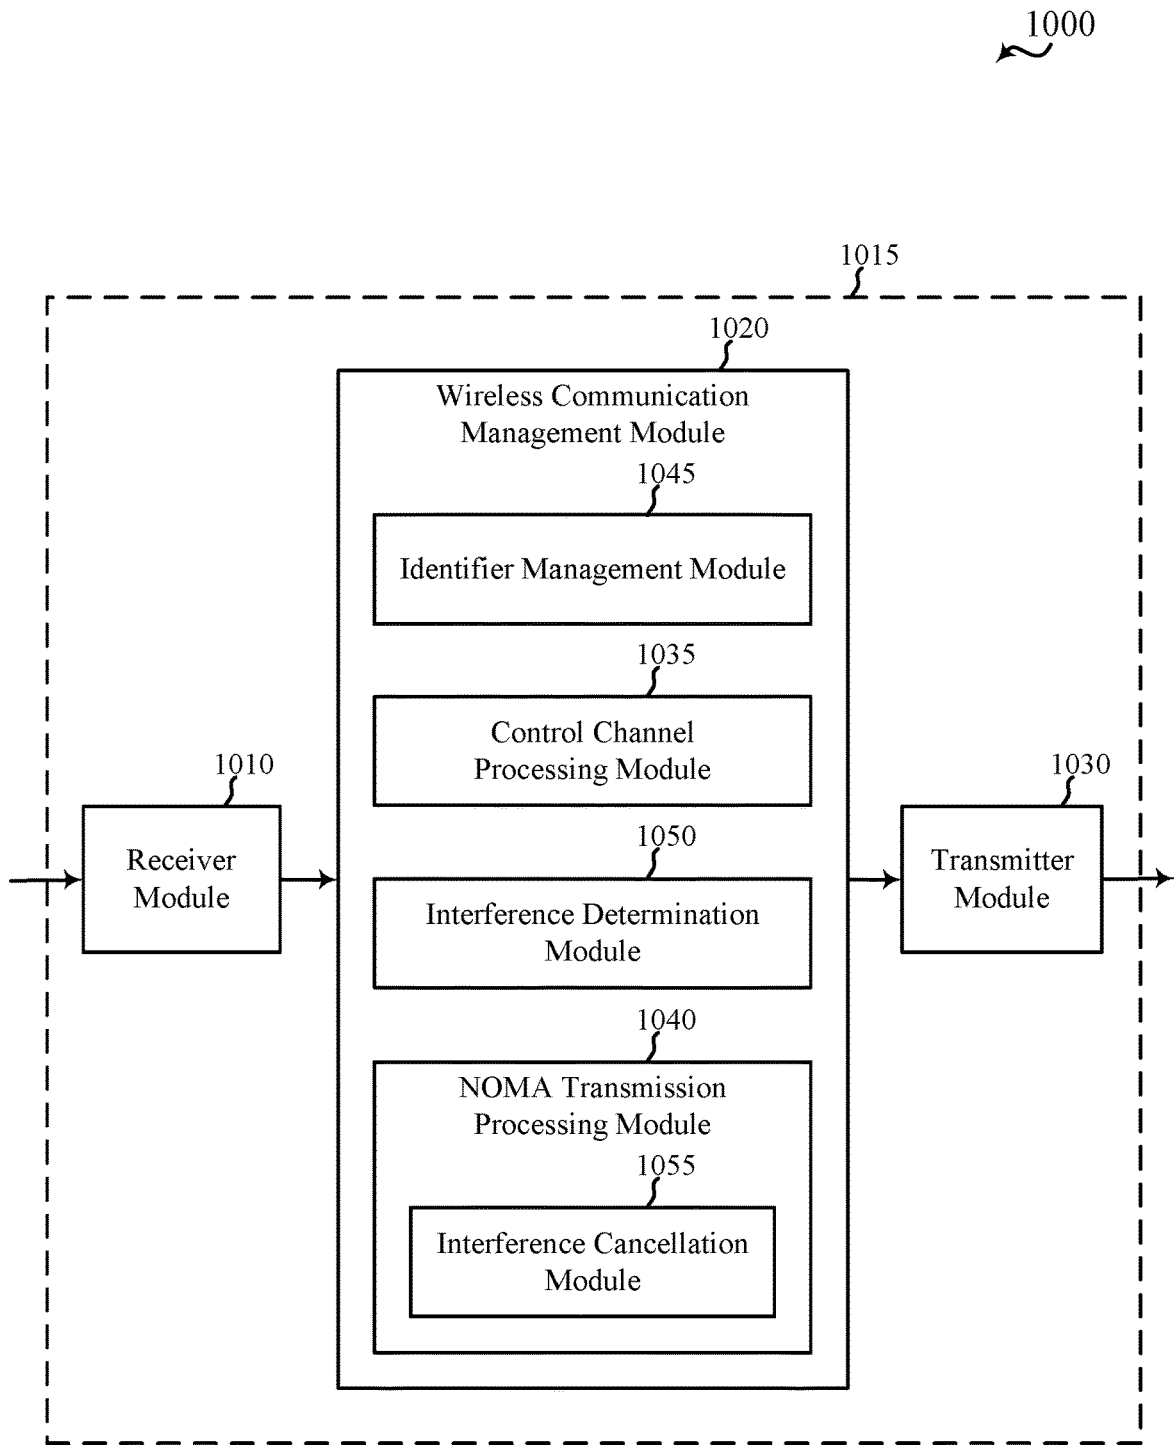 1000
1015
1020
Wireless Communication
Management Module
1045
Identifier Management Module
1035
Control Channel
Processing Module
1010
Receiver
Module
1030
Transmitter
Module
1050
Interference Determination
Module
1040
NOMA Transmission
Processing Module
1055
Interference Cancellation
Module